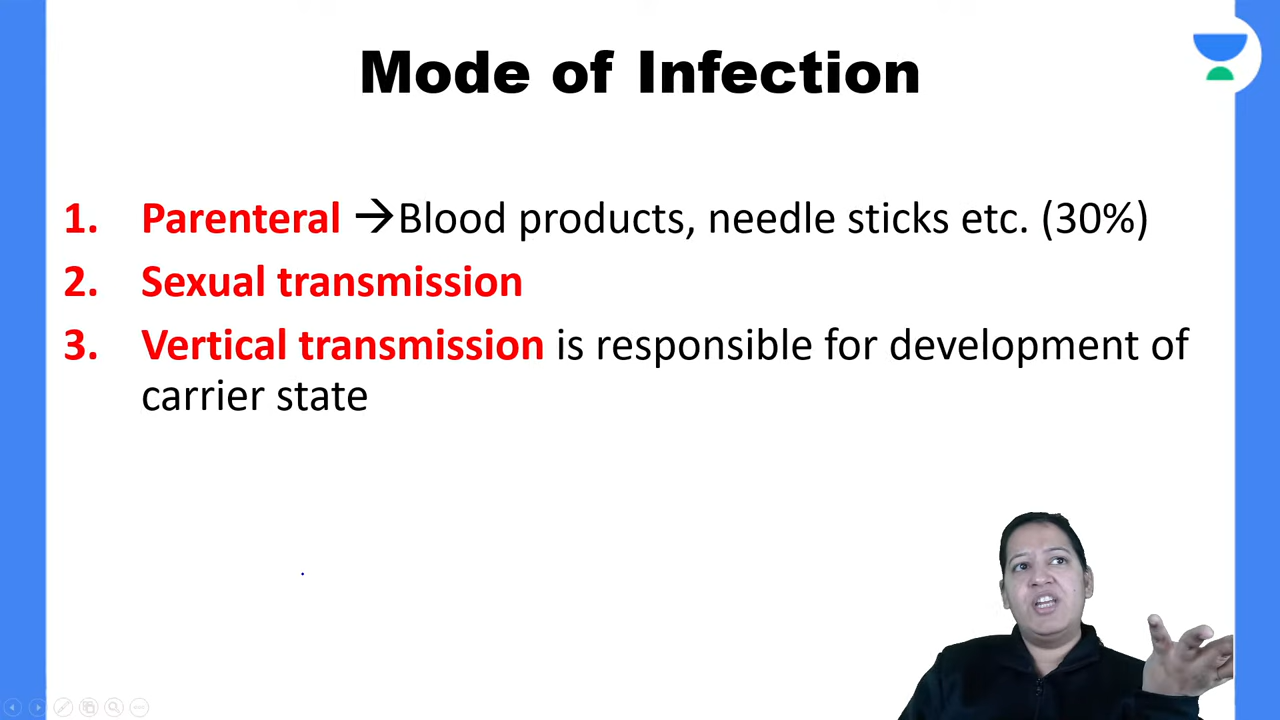 Mode of Infection
1. Parenteral →Blood products, needle sticks etc. (30%)
2. Sexual transmission
3. Vertical transmission is responsible for development of
carrier state